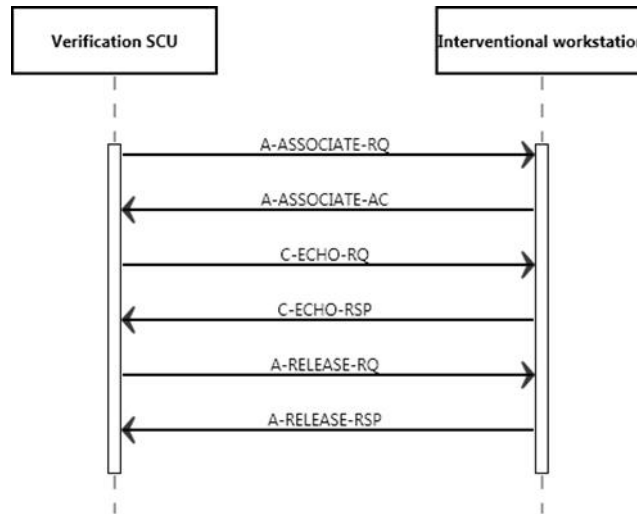 Verification SCU
Interventional workstation
A-ASSOCIATE-RQ
A-ASSOCIATE-AC
C-ECHO-RQ
C-ECHO-RSP
A-RELEASE-RQ
A-RELEASE-RSP